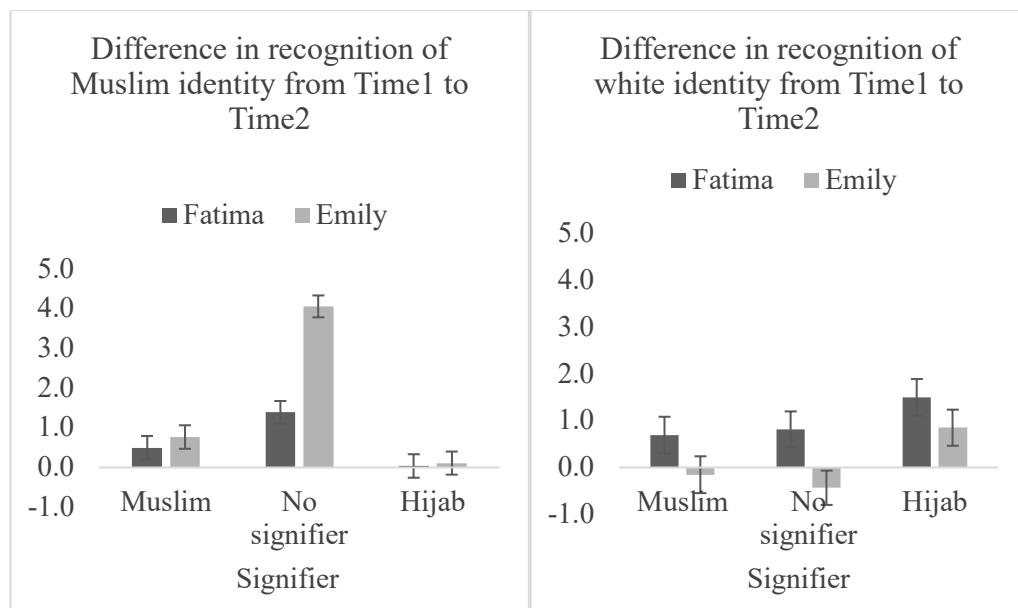 Difference in recognition of
Muslim identity from Time1 to
Time2
Fatima Emily
5.0
4.0
3.0
2.0
1.0
0.0
-1.0
Muslim No Hijab
signifier
Signifier
Difference in recognition of
white identity from Time1 to
Time2
Fatima Emily
5.0
4.0
3.0
2.0
1.0
0.0
-1.0
Muslim No Hijab
signifier
Signifier